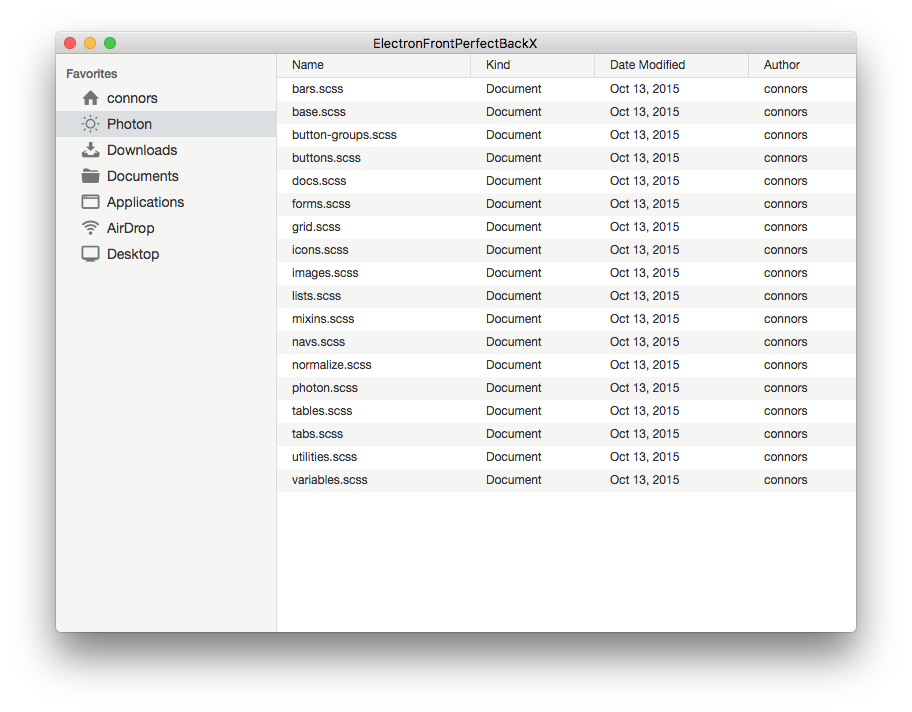 ElectronFrontPerfectBackX
Favorites
connors
Photon
Downloads
Documents
Applications
AirDrop
Desktop
Name Kind Date Modified Author
bars.scss Document Oct 13, 2015 connors
base.scss Document Oct 13, 2015 connors
button-groups.scss Document Oct 13, 2015 connors
buttons.scss Document Oct 13, 2015 connors
docs.scss Document Oct 13, 2015 connors
forms.scss Document Oct 13, 2015 connors
grid.scss Document Oct 13, 2015 connors
icons.scss Document Oct 13, 2015 connors
images.scss Document Oct 13, 2015 connors
lists.scss Document Oct 13, 2015 connors
mixins.scss Document Oct 13, 2015 connors
navs.scss Document Oct 13, 2015 connors
normalize.scss Document Oct 13, 2015 connors
photon.scss Document Oct 13, 2015 connors
tables.scss Document Oct 13, 2015 connors
tabs.scss Document Oct 13, 2015 connors
utilities.scss Document Oct 13, 2015 connors
variables.scss Document Oct 13, 2015 connors